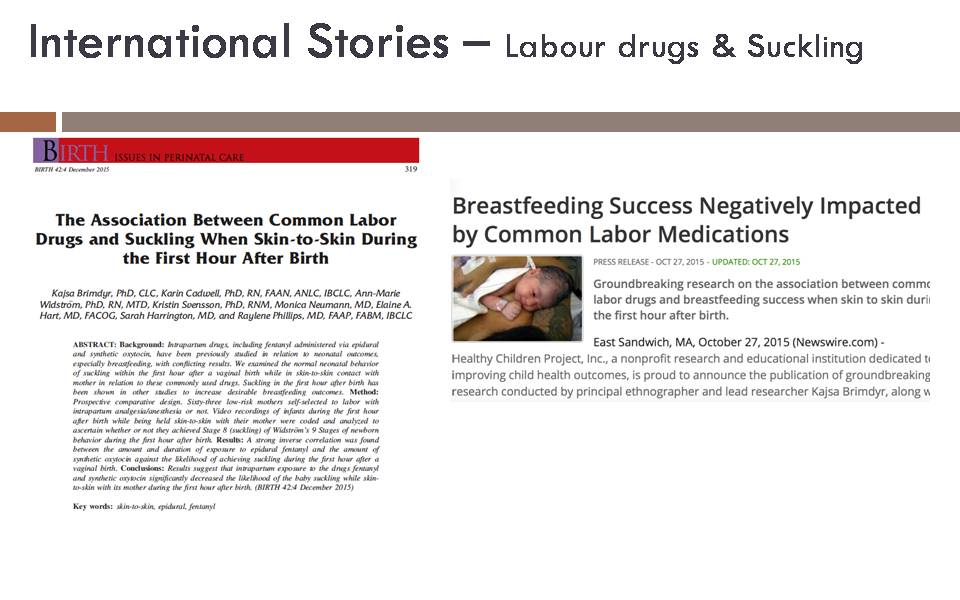 International Stories – Labour drugs & Suckling
BIRTH ISSUES IN PERINATAL CARE
BIRTH 42:4 December 2015
319
The Association Between Common Labor
Drugs and Suckling When Skin-to-Skin During
the First Hour After Birth
Kajsa Brimdyr, PhD, CLC, Karin Cadwell, PhD, RN, FAAN, ANLC, IBCLC, Ann-Marie
Widström, PhD, RN, MTD, Kristin Svensson, PhD, RNM, Monica Neumann, MD, Elaine A.
Hart, MD, FACOG, Sarah Harrington, MD, and Raylene Phillips, MD, FAAP, FABM, IBCLC
ABSTRACT: Background: Intrapartum drugs, including fentanyl administered via epidural
and synthetic oxytocin, have been previously studied in relation to neonatal outcomes,
especially breastfeeding, with conflicting results. We examined the normal neonatal behavior
of suckling within the first hour after a vaginal birth while in skin-to-skin contact with
mother in relation to these commonly used drugs. Suckling in the first hour after birth has
been shown in other studies to increase desirable breastfeeding outcomes. Method:
Prospective comparative design. Sixty-three low-risk mothers self-selected to labor with
intrapartum analgesia/anesthesia or not. Video recordings of infants during the first hour
after birth while being held skin-to-skin with their mother were coded and analyzed to
ascertain whether or not they achieved Stage 8 (suckling) of Widström's 9 Stages of newborn
behavior during the first hour after birth. Results: A strong inverse correlation was found
between the amount and duration of exposure to epidural fentanyl and the amount of
synthetic oxytocin against the likelihood of achieving suckling during the first hour after a
vaginal birth. Conclusions: Results suggest that intrapartum exposure to the drugs fentanyl
and synthetic oxytocin significantly decreased the likelihood of the baby suckling while skin-
to-skin with its mother during the first hour after birth. (BIRTH 42:4 December 2015)
Key words: skin-to-skin, epidural, fentanyl
Breastfeeding Success Negatively Impacted
by Common Labor Medications
PRESS RELEASE - OCT 27, 2015 - UPDATED: OCT 27, 2015
Groundbreaking research on the association between commo
labor drugs and breastfeeding success when skin to skin duri
the first hour after birth.
East Sandwich, MA, October 27, 2015 (Newswire.com) -
Healthy Children Project, Inc., a nonprofit research and educational institution dedicated t
improving child health outcomes, is proud to announce the publication of groundbreaking
research conducted by principal ethnographer and lead researcher Kajsa Brimdyr, along w